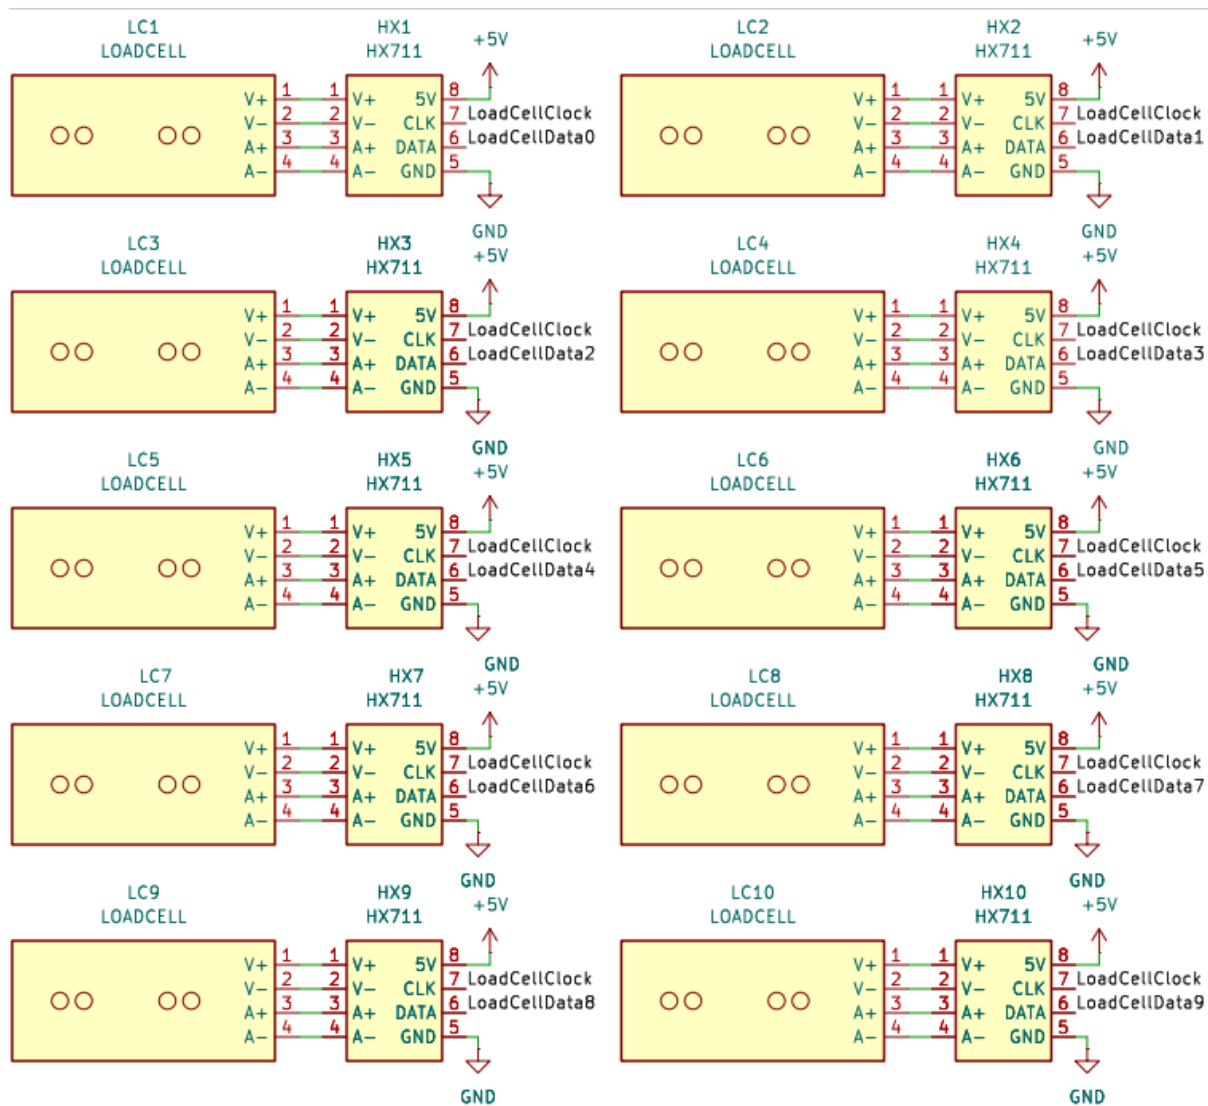 LC1 HX1
LOADCELL HX711 +5V
V+ 1 1 V+ 5V 8
V- 2 2 V- CLK 7 LoadCellClock
A+ 3 3 A+ DATA 6 LoadCellData0
A- 4 4 A- GND 5
GND
LC2 HX2
LOADCELL HX711 +5V
V+ 1 1 V+ 5V 8
V- 2 2 V- CLK 7 LoadCellClock
A+ 3 3 A+ DATA 6 LoadCellData1
A- 4 4 A- GND 5
GND
LC3 HX3
LOADCELL HX711 +5V
V+ 1 1 V+ 5V 8
V- 2 2 V- CLK 7 LoadCellClock
A+ 3 3 A+ DATA 6 LoadCellData2
A- 4 4 A- GND 5
GND
LC4 HX4
LOADCELL HX711 +5V
V+ 1 1 V+ 5V 8
V- 2 2 V- CLK 7 LoadCellClock
A+ 3 3 A+ DATA 6 LoadCellData3
A- 4 4 A- GND 5
GND
LC5 HX5
LOADCELL HX711 +5V
V+ 1 1 V+ 5V 8
V- 2 2 V- CLK 7 LoadCellClock
A+ 3 3 A+ DATA 6 LoadCellData4
A- 4 4 A- GND 5
GND
LC6 HX6
LOADCELL HX711 +5V
V+ 1 1 V+ 5V 8
V- 2 2 V- CLK 7 LoadCellClock
A+ 3 3 A+ DATA 6 LoadCellData5
A- 4 4 A- GND 5
GND
LC7 HX7
LOADCELL HX711 +5V
V+ 1 1 V+ 5V 8
V- 2 2 V- CLK 7 LoadCellClock
A+ 3 3 A+ DATA 6 LoadCellData6
A- 4 4 A- GND 5
GND
LC8 HX8
LOADCELL HX711 +5V
V+ 1 1 V+ 5V 8
V- 2 2 V- CLK 7 LoadCellClock
A+ 3 3 A+ DATA 6 LoadCellData7
A- 4 4 A- GND 5
GND
LC9 HX9
LOADCELL HX711 +5V
V+ 1 1 V+ 5V 8
V- 2 2 V- CLK 7 LoadCellClock
A+ 3 3 A+ DATA 6 LoadCellData8
A- 4 4 A- GND 5
GND
LC10 HX10
LOADCELL HX711 +5V
V+ 1 1 V+ 5V 8
V- 2 2 V- CLK 7 LoadCellClock
A+ 3 3 A+ DATA 6 LoadCellData9
A- 4 4 A- GND 5
GND